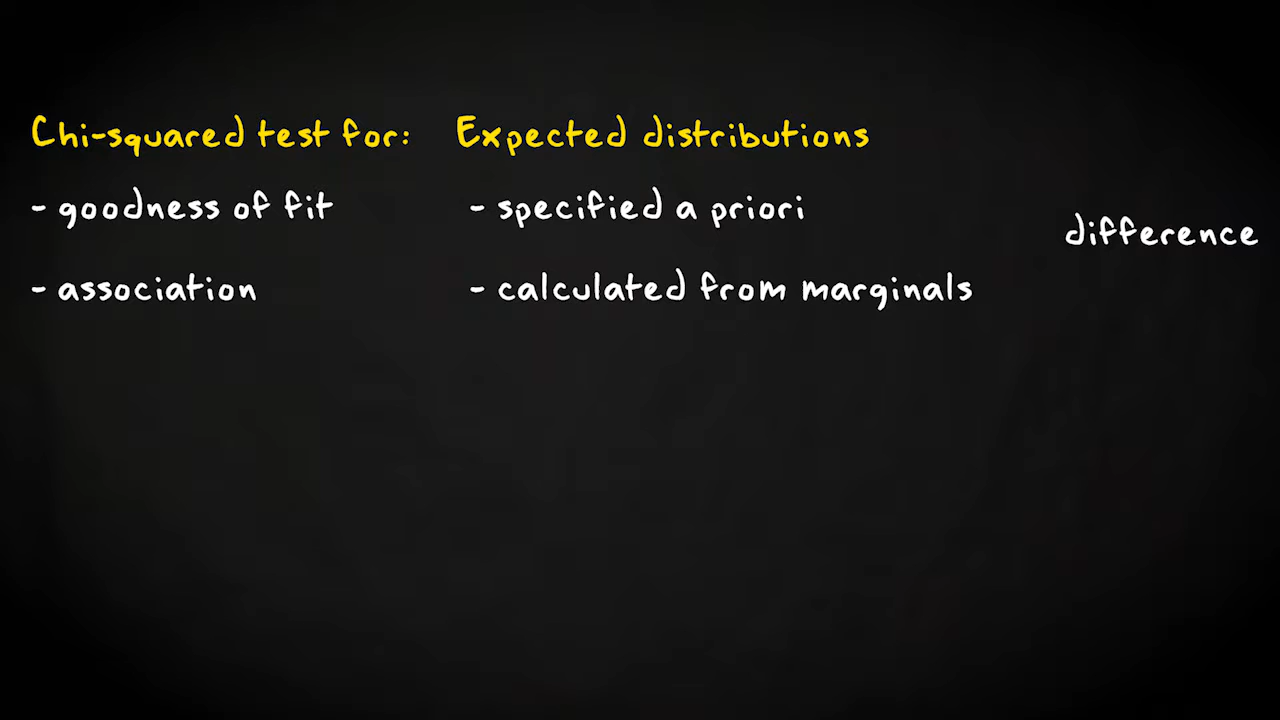 Chi-squared test for: Expected distributions
- goodness of fit - specified a priori
difference
- association - calculated from marginals